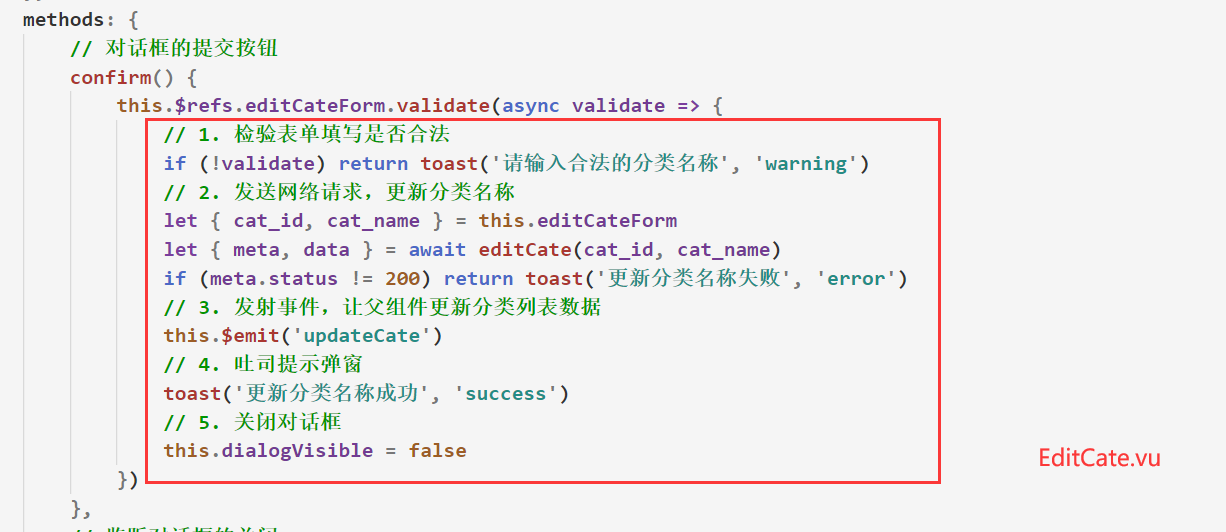 methods: {
// 对话框的提交按钮
confirm() {
this.$refs.editCateForm.validate(async validate => {
// 1. 检验表单填写是否合法
if (!validate) return toast('请输入合法的分类名称', 'warning')
// 2. 发送网络请求，更新分类名称
let { cat_id, cat_name } = this.editCateForm
let { meta, data } = await editCate(cat_id, cat_name)
if (meta.status != 200) return toast('更新分类名称失败', 'error')
// 3. 发射事件，让父组件更新分类列表数据
this.$emit('updateCate')
// 4. 吐司提示弹窗
toast('更新分类名称成功', 'success')
// 5. 关闭对话框
this.dialogVisible = false
EditCate.vu
})
},